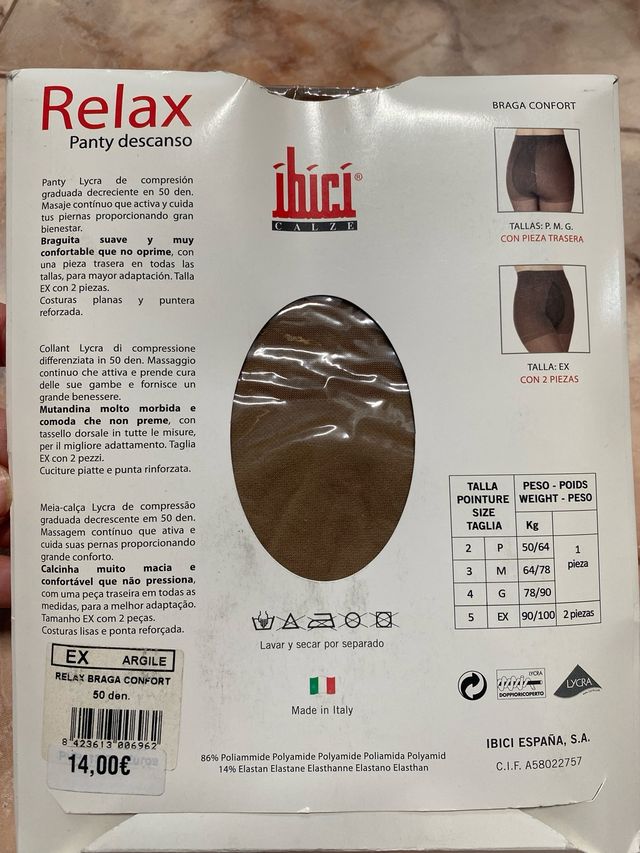 Relax
Panty descanso
Panty Lycra de compresión
graduada decreciente en 50 den.
Masaje contínuo que activa y cuida
tus piernas proporcionando gran
bienestar.
Braguita suave y muy
confortable que no oprime, con
una pieza trasera en todas las
tallas, para mayor adaptación. Talla
EX con 2 piezas.
Costuras planas y puntera
reforzada.
Collant Lycra di compressione
differenziata in 50 den. Massaggio
continuo che attiva e prende cura
delle sue gambe e fornisce un
grande benessere.
Mutandina molto morbida e
comoda che non preme, con
tassello dorsale in tutte le misure,
per il migliore adattamento. Taglia
EX con 2 pezzi.
Cuciture piatte e punta rinforzata.
Meia-calça Lycra de compressão
graduada decrescente em 50 den.
Massagem contínuo que ativa e
cuida suas pernas proporcionando
grande conforto.
Calcinha muito macia e
confortável que não pressiona,
com uma peça traseira em todas as
medidas, para a melhor adaptação.
Tamanho EX com 2 peças.
Costuras lisas e ponta reforçada.
EX ARGILE
RELAX BRAGA CONFORT
50 den.
8 423613 006962
14,00€
ibici®
CALZE
Lavar y secar por separado
Made in Italy
86% Poliammide Polyamide Polyamide Poliamida Polyamid
14% Elastan Elastane Elasthanne Elastano Elasthan
BRAGA CONFORT
TALLAS: P. M. G.
CON PIEZA TRASERA
TALLA: EX
CON 2 PIEZAS
TALLA PESO - POIDS
POINTURE WEIGHT - PESO
SIZE
TAGLIA Kg
2 P 50/64 1 pieza
3 M 64/78
4 G 78/90
5 EX 90/100 2 piezas
LYCRA
DOPPIORICOPERTO
LYCRA
IBICI ESPAÑA, S.A.
C.I.F. A58022757